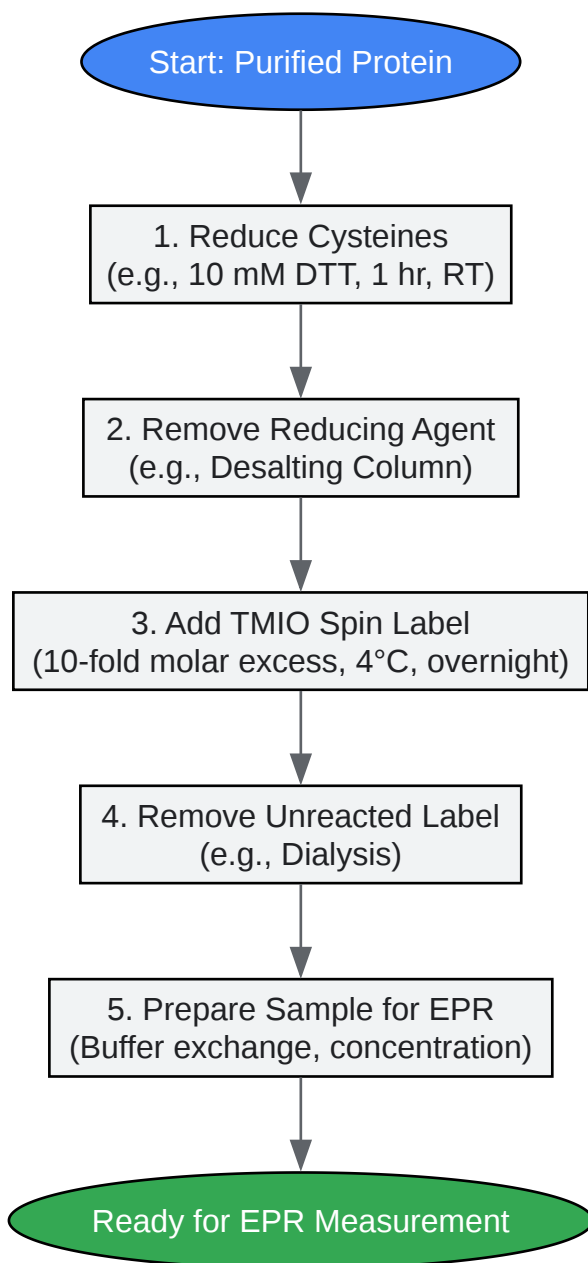 Start: Purified Protein
1. Reduce Cysteines
(e.g., 10 mM DTT, 1 hr, RT)
2. Remove Reducing Agent
(e.g., Desalting Column)
3. Add TMIO Spin Label
(10-fold molar excess, 4°C, overnight)
4. Remove Unreacted Label
(e.g., Dialysis)
5. Prepare Sample for EPR
(Buffer exchange, concentration)
Ready for EPR Measurement